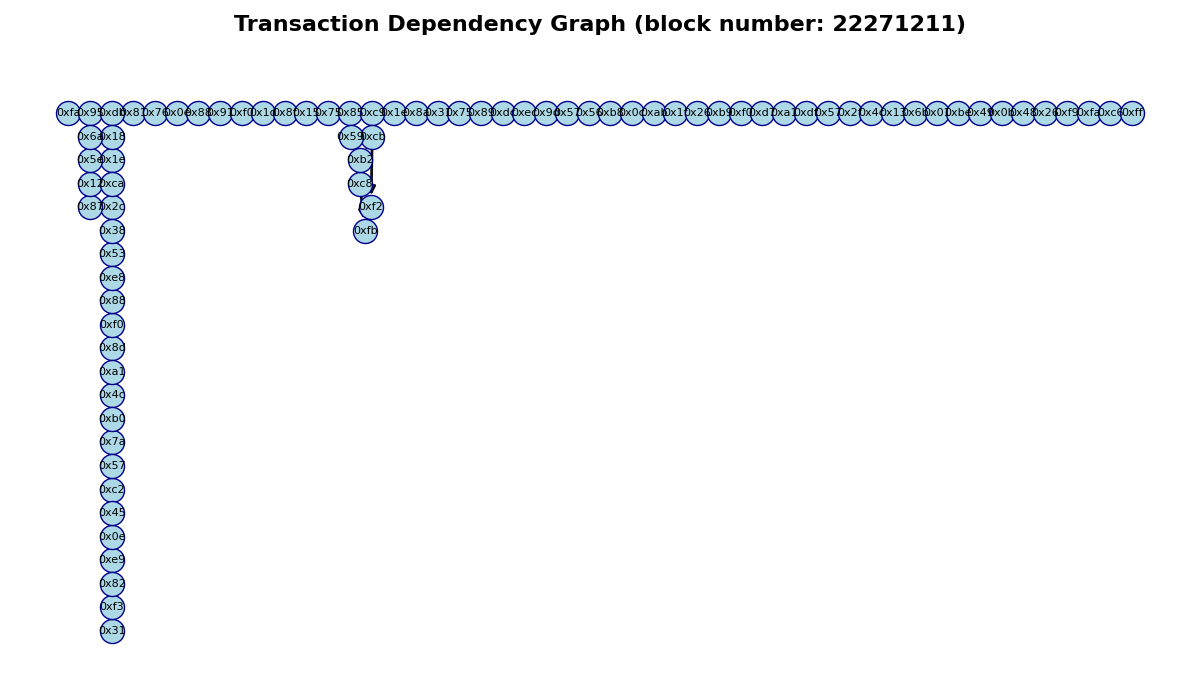 Transaction Dependency Graph (block number: 22271211)
0xfa 0x95 0xdb 0x81 0x76 0x0e 0x88 0x91 0xf0 0x1c 0x8f 0x15 0x75 0x85 0xc9 0x1e 0x8a 0x31 0x75 0x89 0xdc 0xec 0x9d 0x57 0x56 0xb8 0x0c 0xab 0x1f 0x26 0xb9 0xf0 0xd7 0xa1 0xdf 0x57 0x2f 0x4c 0x13 0x6b 0x01 0xbe 0x49 0x0b 0x48 0x26 0xf9 0xfa 0xc6 0xff
0x6a 0x18 0x59 0xcb
0x5e 0x1e 0xb2
0x12 0xca 0xc8
0x87 0x2c 0xf2
0x38 0xfb
0x53
0xe8
0x88
0xf0
0x8d
0xa1
0x4c
0xb0
0x7a
0x57
0xc2
0x45
0x0e
0xe9
0x82
0xf3
0x31